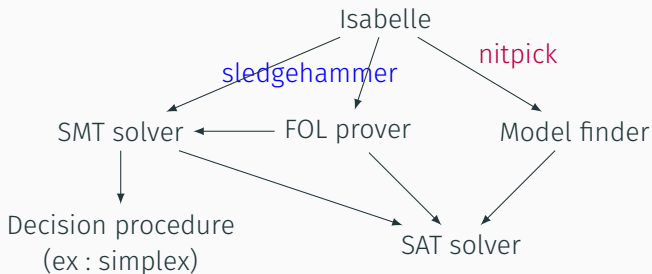 Isabelle
sledgehammer
nitpick
SMT solver
FOL prover
Model finder
Decision procedure
(ex : simplex)
SAT solver